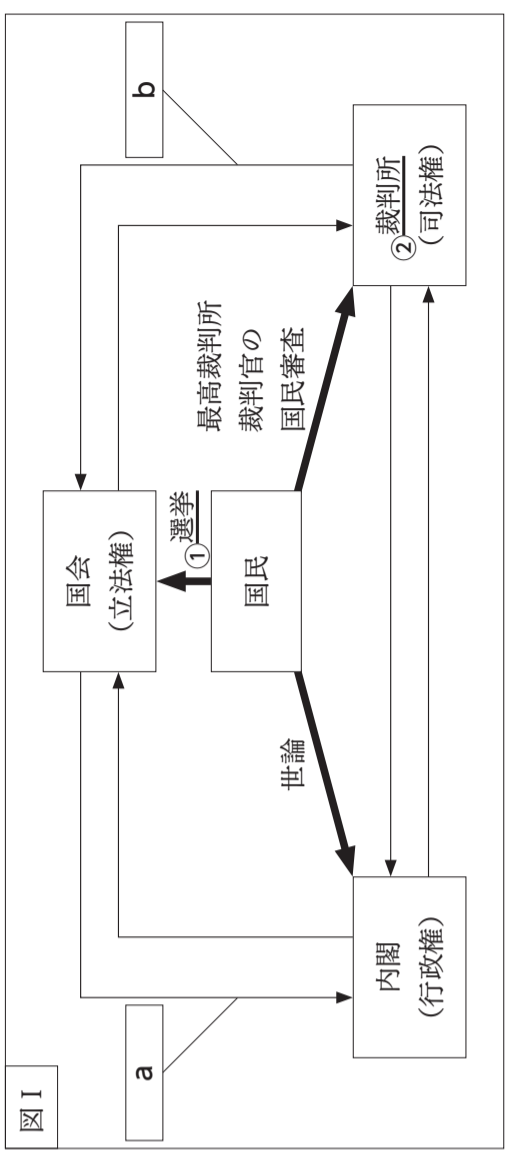 図Ⅰ
a
b
国会
(立法権)
①選挙
国民
世論
最高裁判所
裁判官の
国民審査
内閣
(行政権)
②裁判所
(司法権)